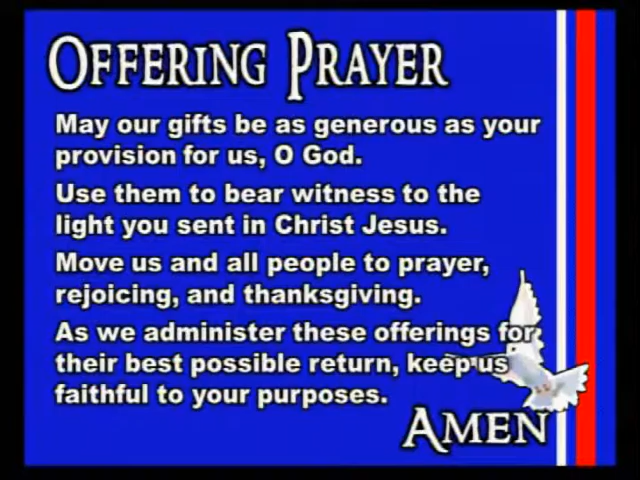 OFFERING PRAYER
May our gifts be as generous as your
provision for us, O God.
Use them to bear witness to the
light you sent in Christ Jesus.
Move us and all people to prayer,
rejoicing, and thanksgiving.
As we administer these offerings for
their best possible return, keep us
faithful to your purposes.
AMEN